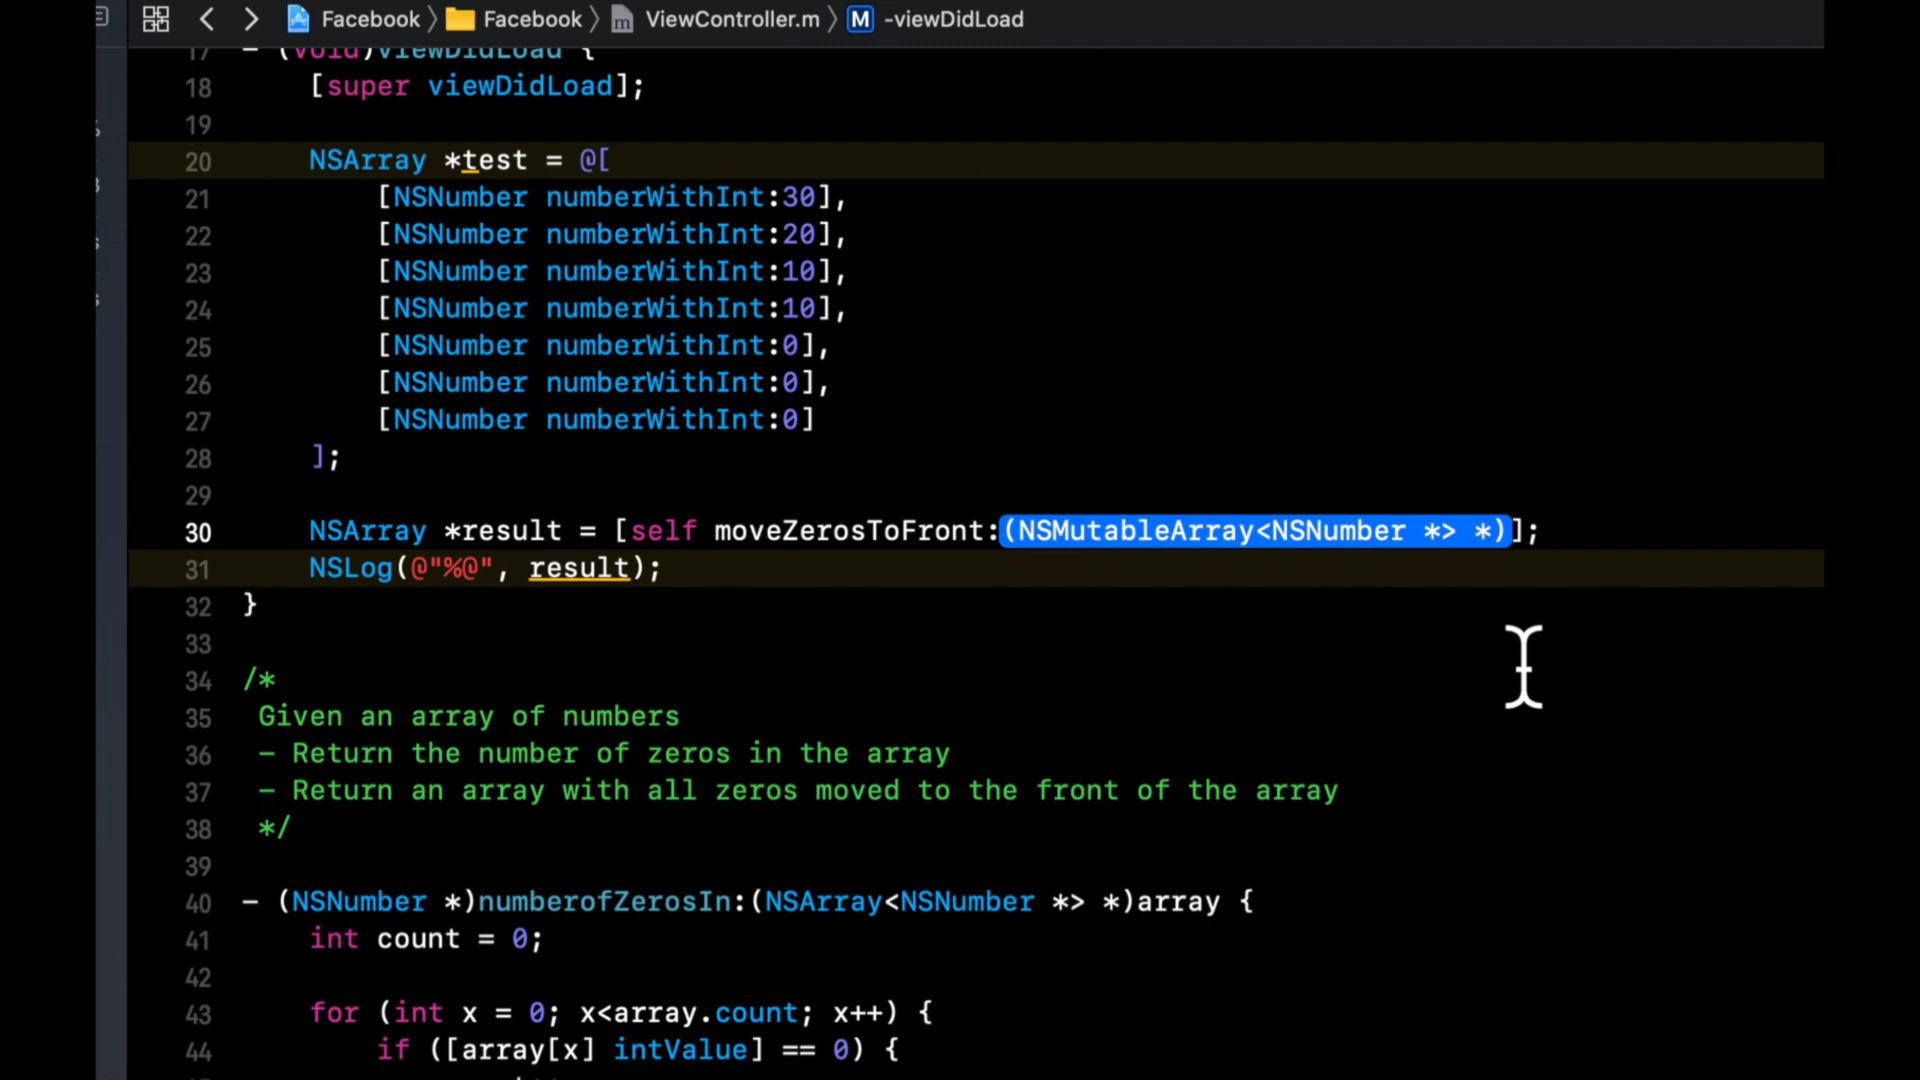 Facebook 〉 Facebook 〉 m ViewController.m 〉 M -viewDidLoad
17 - (void)viewDidLoad {
18 [super viewDidLoad];
19
20 NSArray *test = @[
21 [NSNumber numberWithInt:30],
22 [NSNumber numberWithInt:20],
23 [NSNumber numberWithInt:10],
24 [NSNumber numberWithInt:10],
25 [NSNumber numberWithInt:0],
26 [NSNumber numberWithInt:0],
27 [NSNumber numberWithInt:0]
28 ];
29
30 NSArray *result = [self moveZerosToFront:(NSMutableArray<NSNumber *> *)];
31 NSLog(@"%@", result);
32 }
33
34 /*
35 Given an array of numbers
36 - Return the number of zeros in the array
37 - Return an array with all zeros moved to the front of the array
38 */
39
40 - (NSNumber *)numberofZerosIn:(NSArray<NSNumber *> *)array {
41 int count = 0;
42
43 for (int x = 0; x<array.count; x++) {
44 if ([array[x] intValue] == 0) {